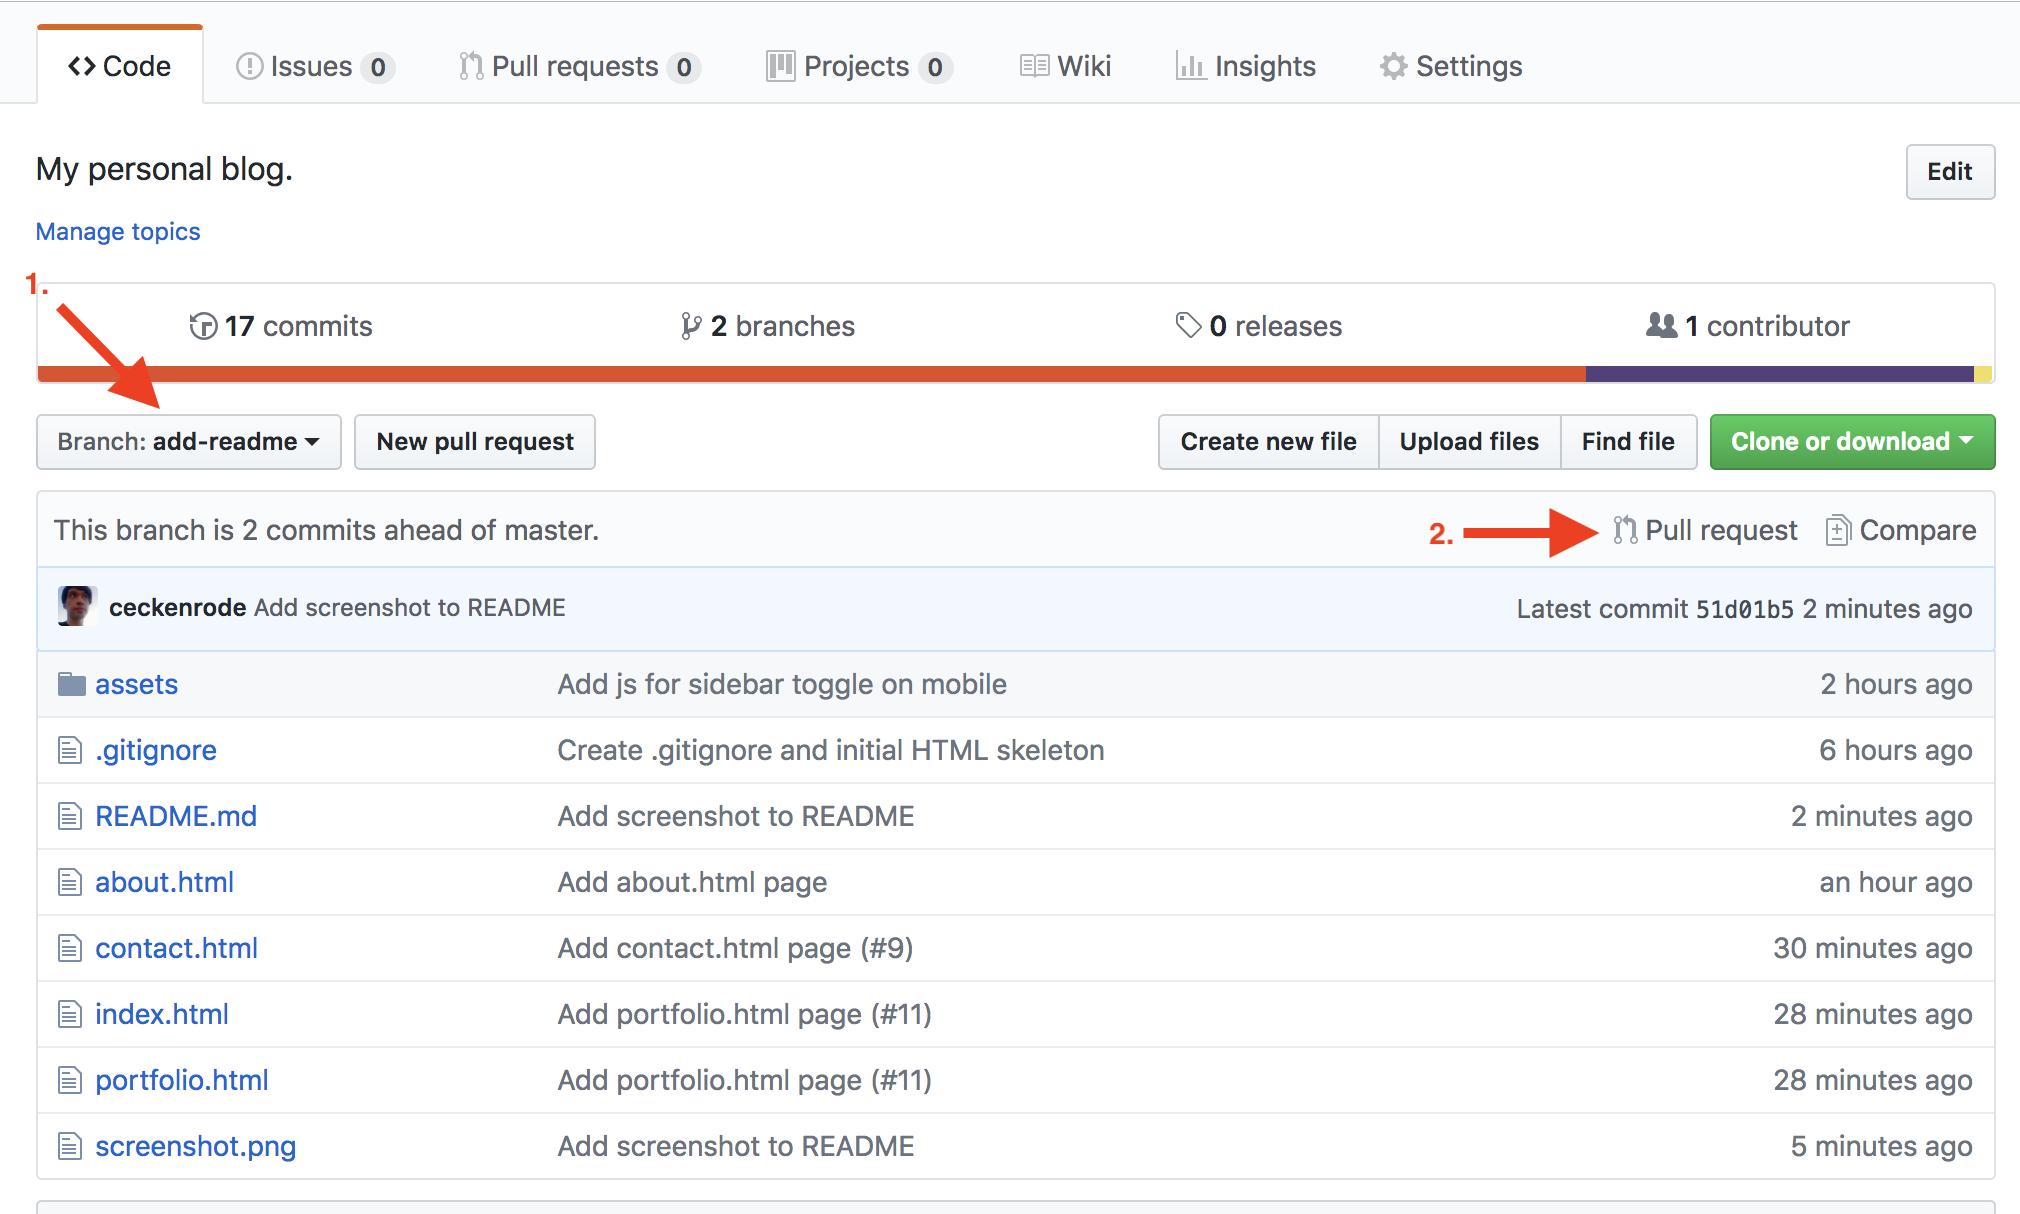 Code Issues 0 Pull requests 0 Projects 0 Wiki Insights Settings
My personal blog.
Edit
Manage topics
1.
17 commits 2 branches 0 releases 1 contributor
Branch: add-readme New pull request Create new file Upload files Find file Clone or download
This branch is 2 commits ahead of master. 2. Pull request Compare
ceckenrode Add screenshot to README Latest commit 51d01b5 2 minutes ago
assets Add js for sidebar toggle on mobile 2 hours ago
.gitignore Create .gitignore and initial HTML skeleton 6 hours ago
README.md Add screenshot to README 2 minutes ago
about.html Add about.html page an hour ago
contact.html Add contact.html page (#9) 30 minutes ago
index.html Add portfolio.html page (#11) 28 minutes ago
portfolio.html Add portfolio.html page (#11) 28 minutes ago
screenshot.png Add screenshot to README 5 minutes ago